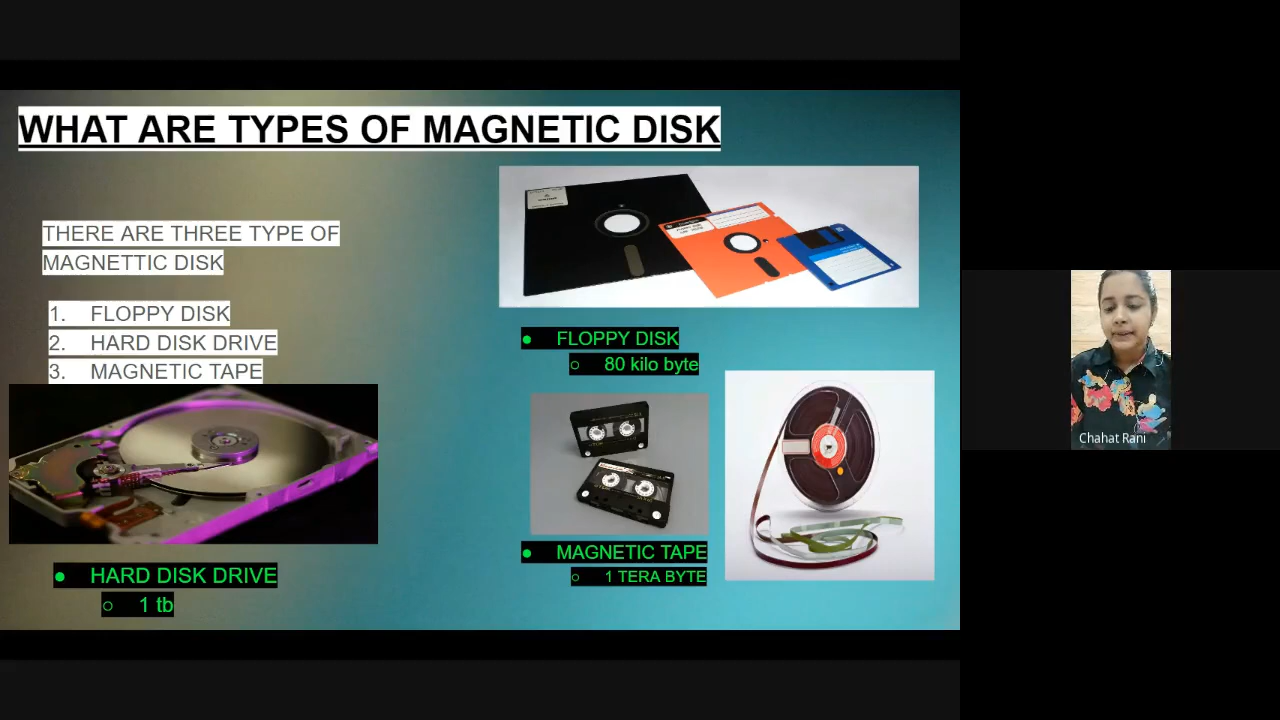 WHAT ARE TYPES OF MAGNETIC DISK
THERE ARE THREE TYPE OF
MAGNETTIC DISK
1. FLOPPY DISK
2. HARD DISK DRIVE
3. MAGNETIC TAPE
● FLOPPY DISK
○ 80 kilo byte
● MAGNETIC TAPE
○ 1 TERA BYTE
● HARD DISK DRIVE
○ 1 tb
Chahat Rani